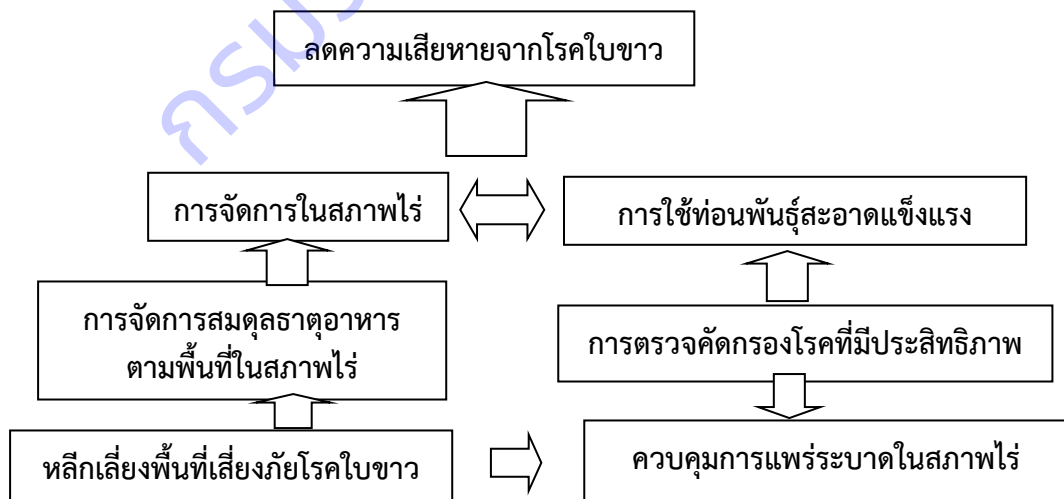 ลดความเสียหายจากโรคใบขาว
การจัดการในสภาพไร่
การใช้ท่อนพันธุ์สะอาดแข็งแรง
การจัดการสมดุลธาตุอาหาร
ตามพื้นที่ในสภาพไร่
การตรวจคัดกรองโรคที่มีประสิทธิภาพ
หลีกเลี่ยงพื้นที่เสี่ยงภัยโรคใบขาว
ควบคุมการแพร่ระบาดในสภาพไร่